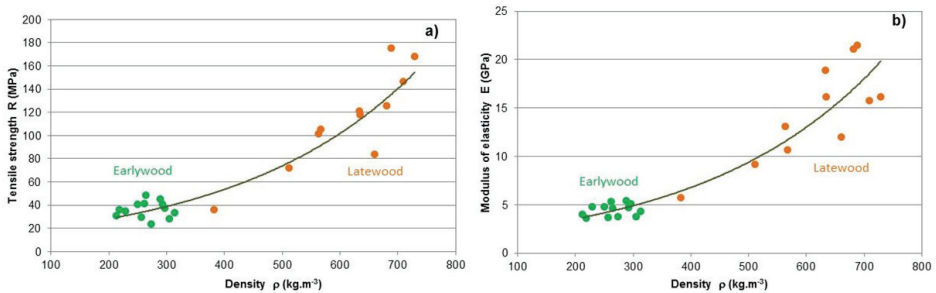 a)
Tensile strength R (MPa)
200
180
160
140
120
100
80
60
40
20
0
Earlywood
Latewood
100 200 300 400 500 600 700 800
Density ρ (kg.m-³)
b)
Modulus of elasticity E (GPa)
25
20
15
10
5
0
Earlywood
Latewood
100 200 300 400 500 600 700 800
Density ρ (kg.m-³)